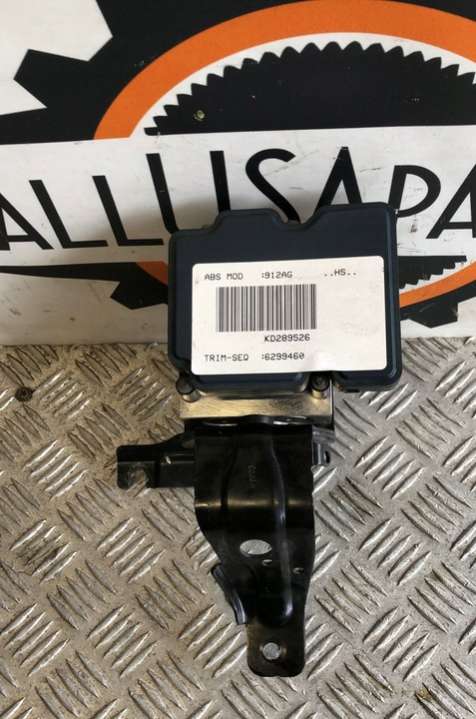 ALLUSAPA
ABS MOD :912AG ..HS..
KD289526
TRIM-SEQ :6299460